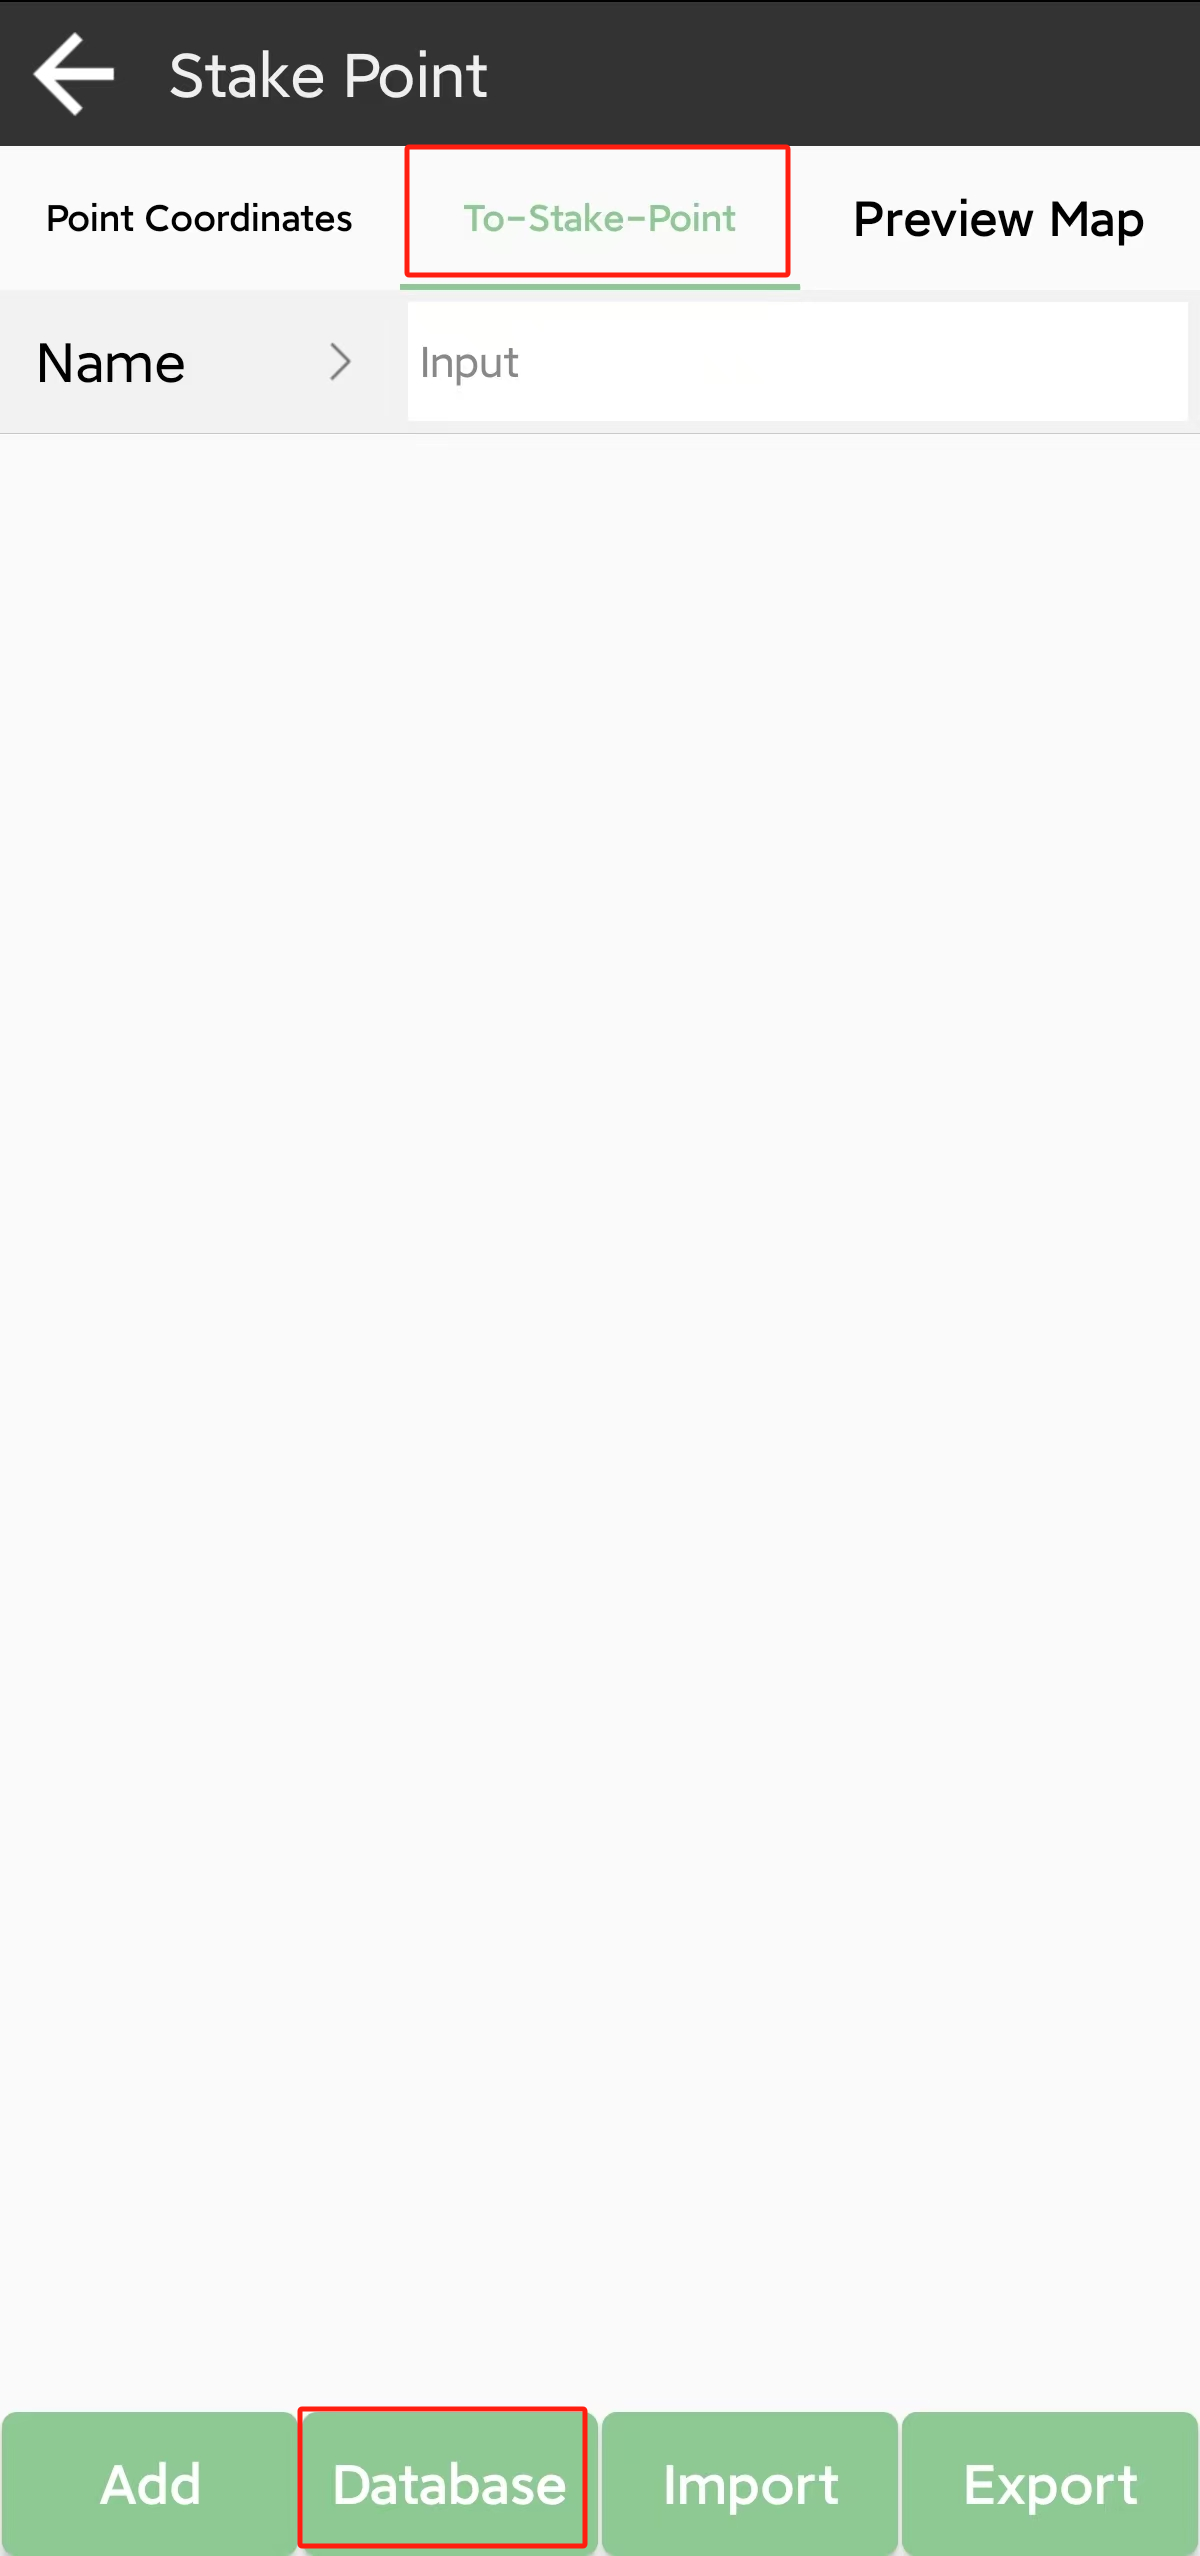 Stake Point
Point Coordinates
To-Stake-Point
Preview Map
Name
Input
Add
Database
Import
Export